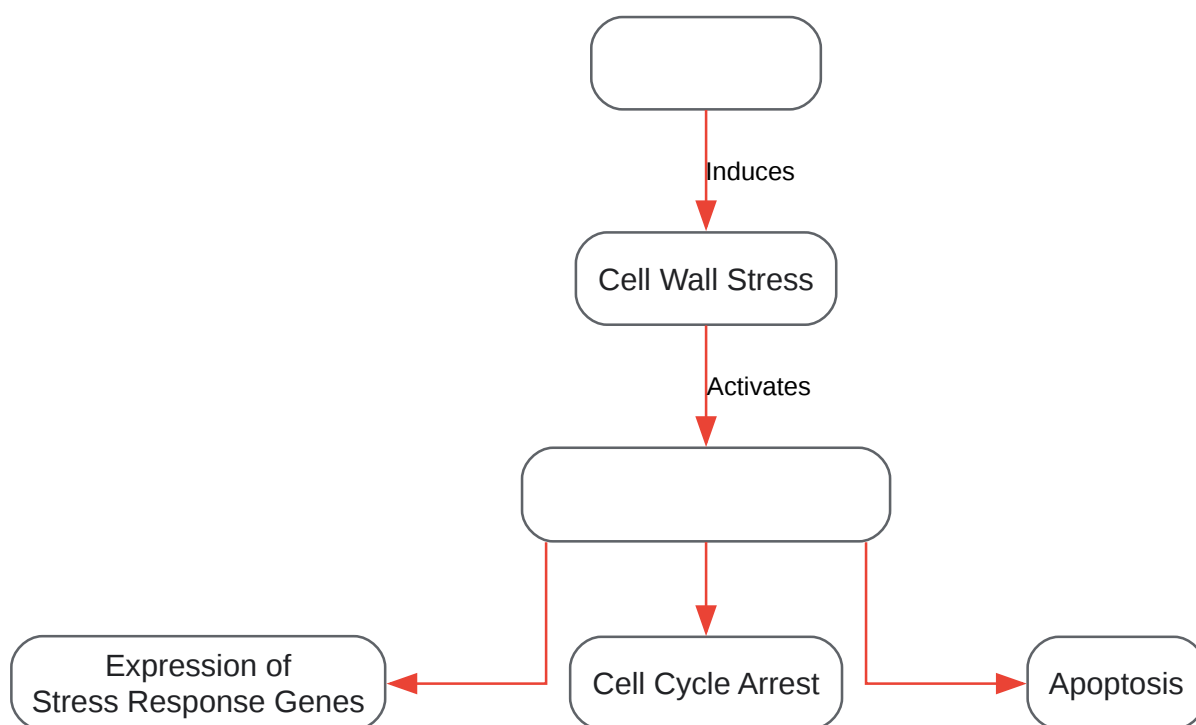 Induces
Cell Wall Stress
Activates
Expression of
Stress Response Genes
Cell Cycle Arrest
Apoptosis